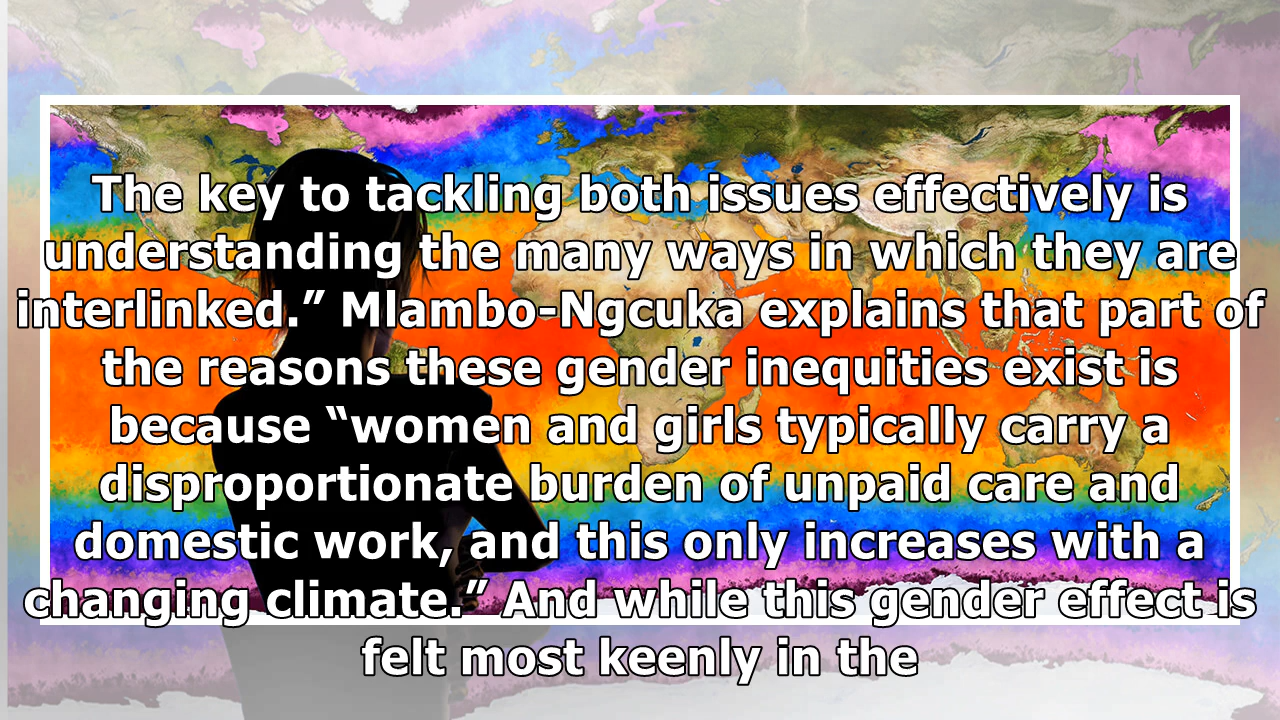 The key to tackling both issues effectively is
understanding the many ways in which they are
interlinked.” Mlambo-Ngcuka explains that part of
the reasons these gender inequities exist is
because “women and girls typically carry a
disproportionate burden of unpaid care and
domestic work, and this only increases with a
changing climate.” And while this gender effect is
felt most keenly in the